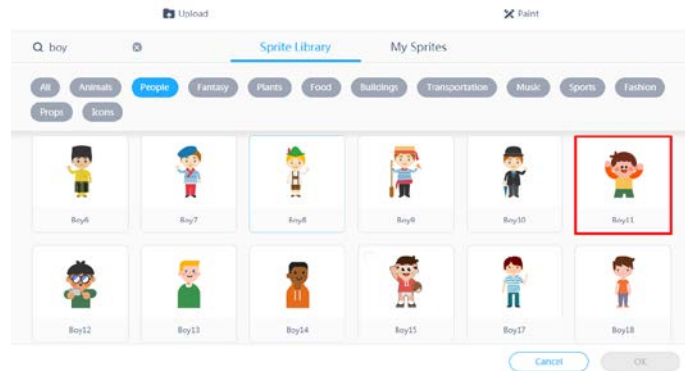 Upload Paint
boy Sprite Library My Sprites
All Animals People Fantasy Plants Food Buildings Transportation Music Sports Fashion
Props Icons
Boy6 Boy7 Boy8 Boy9 Boy10 Boy11
Boy12 Boy13 Boy14 Boy15 Boy17 Boy18
Cancel OK